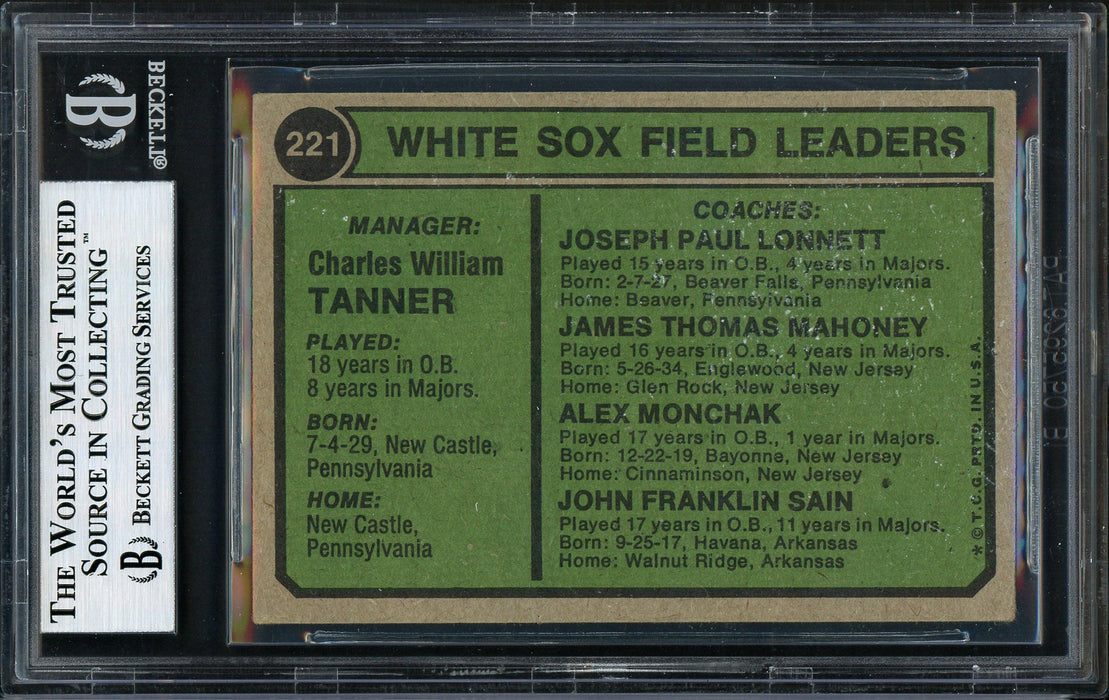 BECKETT®
B
THE WORLD'S MOST TRUSTED
SOURCE IN COLLECTING™
B BECKETT GRADING SERVICES
221
WHITE SOX FIELD LEADERS
MANAGER:
Charles William
TANNER
PLAYED:
18 years in O.B.
8 years in Majors.
BORN:
7-4-29, New Castle,
Pennsylvania
HOME:
New Castle,
Pennsylvania
COACHES:
JOSEPH PAUL LONNETT
Played 15 years in O.B., 4 years in Majors.
Born: 2-7-27, Beaver Falls, Pennsylvania
Home: Beaver, Pennsylvania
JAMES THOMAS MAHONEY
Played 16 years in O.B., 4 years in Majors.
Born: 5-26-34, Englewood, New Jersey
Home: Glen Rock, New Jersey
ALEX MONCHAK
Played 17 years in O.B., 1 year in Majors.
Born: 12-22-19, Bayonne, New Jersey
Home: Cinnaminson, New Jersey
JOHN FRANKLIN SAIN
Played 17 years in O.B., 11 years in Majors.
Born: 9-25-17, Havana, Arkansas
Home: Walnut Ridge, Arkansas
* © T.C.G. PRTD. IN U.S.A.